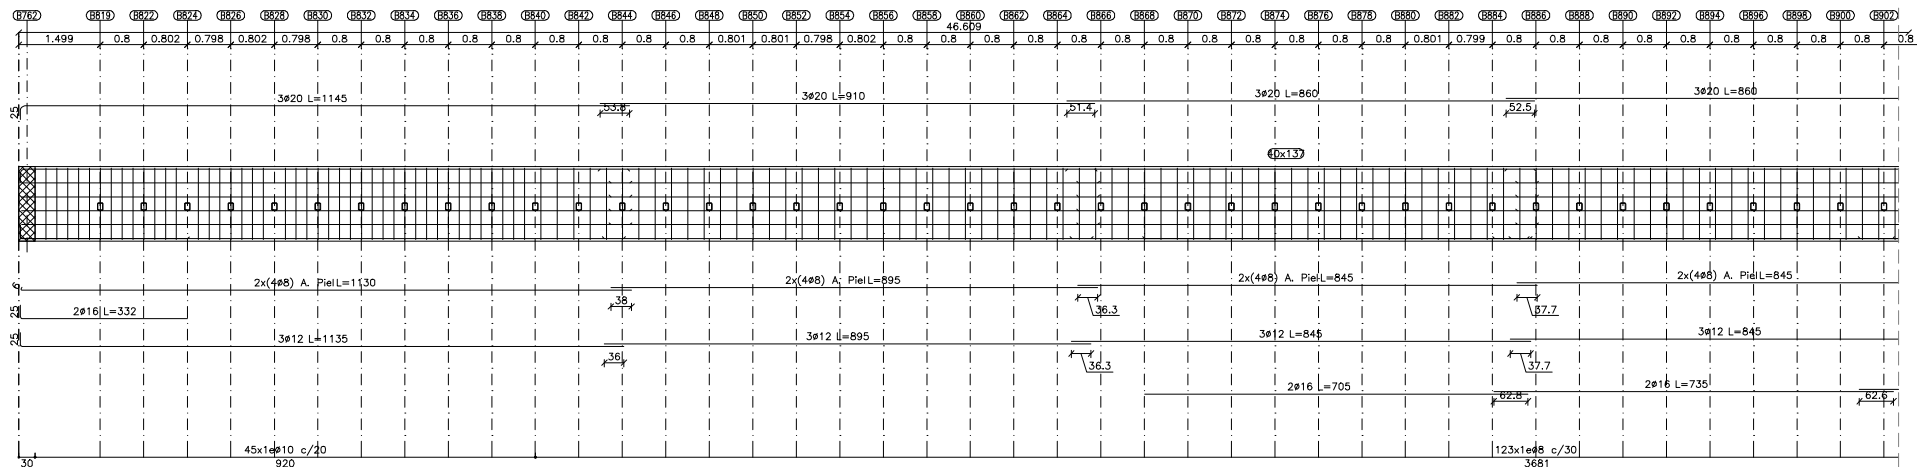 B762 B819 B822 B824 B826 B828 B830 B832 B834 B836 B838 B840 B842 B844 B846 B848 B850 B852 B854 B856 B858 B860 B862 B864 B866 B868 B870 B872 B874 B876 B878 B880 B882 B884 B886 B888 B890 B892 B894 B896 B898 B900 B902
46.609
1.499 0.8 0.802 0.798 0.802 0.798 0.8 0.8 0.8 0.8 0.8 0.8 0.8 0.8 0.8 0.801 0.801 0.798 0.802 0.8 0.8 0.8 0.8 0.8 0.8 0.8 0.8 0.8 0.8 0.8 0.8 0.801 0.799 0.8 0.8 0.8 0.8 0.8 0.8 0.8 0.8 0.8 0.8
25 3ø20 L=1145 53.8 3ø20 L=910 51.4 3ø20 L=860 52.5 3ø20 L=860
40x137
6 2x(4ø8) A. PielL=1130 38 2x(4ø8) A. PielL=895 36.3 2x(4ø8) A. PielL=845 37.7 2x(4ø8) A. PielL=845
25 2ø16 L=332
25 3ø12 L=1135 36 3ø12 L=895 36.3 3ø12 L=845 37.7 3ø12 L=845
2ø16 L=705 62.8 2ø16 L=735 62.6
45x1eø10 c/20 123x1eø8 c/30
30 920 3681